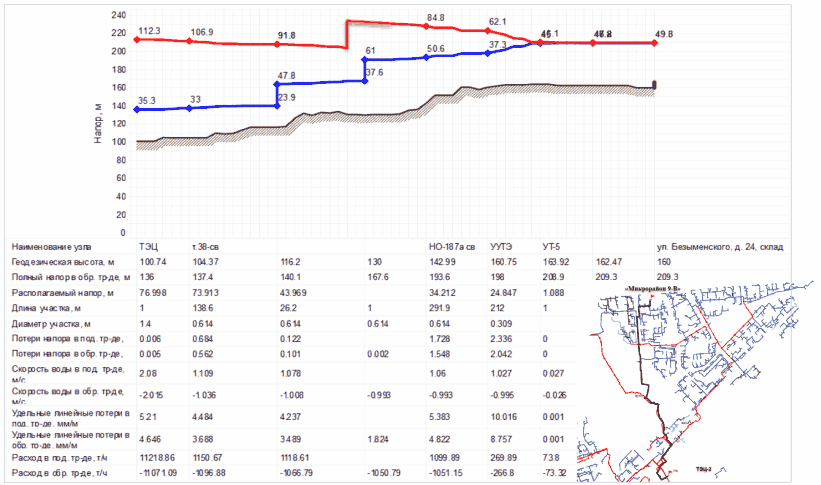 240
220
200
180
160
140
120
100
80
60
40
20
0
Напор, м
112.3 106.9 91.8 84.8 62.1 49.8
35.3 33 47.8 23.9 61 37.6 50.6 37.3
Наименование узла ТЭЦ т.38-св НО-187а св УУТЭ УТ-5 ул. Безыменского, д. 24, склад
Геодезическая высота, м 100.74 104.37 116.2 130 142.99 160.75 163.92 162.47 160
Полный напор в обр. тр-де, м 136 137.4 140.1 167.6 193.6 198 208.9 209.3 209.3
Располагаемый напор, м 76.998 73.913 43.969 34.212 24.847 1.088
Длина участка, м 1 138.6 26.2 1 291.9 212 1
Диаметр участка, м 1.4 0.614 0.614 0.614 0.614 0.309
Потери напора в под. тр-де, 0.006 0.684 0.122 1.728 2.336 0
Потери напора в обр. тр-де, 0.005 0.562 0.101 0.002 1.548 2.042 0
Скорость воды в под. тр-де, м/с 2.08 1.109 1.078 1.06 1.027 0.027
Скорость воды в обр. тр-де, м/с -2.015 -1.036 -1.008 -0.993 -0.993 -0.995 -0.026
Удельные линейные потери в под. тр-де, мм/м 5.21 4.484 4.237 5.383 10.016 0.001
Удельные линейные потери в обр. тр-де, мм/м 4.646 3.688 3.489 1.824 4.822 8.757 0.001
Расход в под. тр-де, т/ч 11218.86 1150.67 1118.61 1099.89 269.89 73.8
Расход в обр. тр-де, т/ч -11071.09 -1096.88 -1066.79 -1050.79 -1051.15 -266.8 -73.32
«Микрорайон 9-В»
ТЭЦ-2